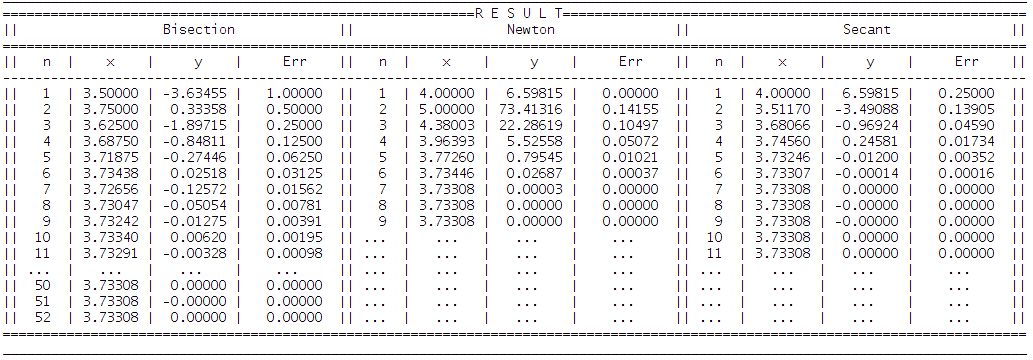 ==========R E S U L T==========
|| Bisection || Newton || Secant ||
|| n | x | y | Err || n | x | y | Err || n | x | y | Err ||
|| 1 | 3.50000 | -3.63455 | 1.00000 || 1 | 4.00000 | 6.59815 | 0.00000 || 1 | 4.00000 | 6.59815 | 0.25000 ||
|| 2 | 3.75000 | 0.33358 | 0.50000 || 2 | 5.00000 | 73.41316 | 0.14155 || 2 | 3.51170 | -3.49088 | 0.13905 ||
|| 3 | 3.62500 | -1.89715 | 0.25000 || 3 | 4.38003 | 22.28619 | 0.10497 || 3 | 3.68066 | -0.96924 | 0.04590 ||
|| 4 | 3.68750 | -0.84811 | 0.12500 || 4 | 3.96393 | 5.52558 | 0.05072 || 4 | 3.74560 | 0.24581 | 0.01734 ||
|| 5 | 3.71875 | -0.27446 | 0.06250 || 5 | 3.77260 | 0.79545 | 0.01021 || 5 | 3.73246 | -0.01200 | 0.00352 ||
|| 6 | 3.73438 | 0.02518 | 0.03125 || 6 | 3.73446 | 0.02687 | 0.00037 || 6 | 3.73307 | -0.00014 | 0.00016 ||
|| 7 | 3.72656 | -0.12572 | 0.01562 || 7 | 3.73308 | 0.00003 | 0.00000 || 7 | 3.73308 | -0.00000 | 0.00000 ||
|| 8 | 3.73047 | -0.05054 | 0.00781 || 8 | 3.73308 | 0.00000 | 0.00000 || 8 | 3.73308 | -0.00000 | 0.00000 ||
|| 9 | 3.73242 | -0.01275 | 0.00391 || 9 | 3.73308 | 0.00000 | 0.00000 || 9 | 3.73308 | -0.00000 | 0.00000 ||
|| 10 | 3.73340 | 0.00620 | 0.00195 || ... | ... | ... | ... || 10 | 3.73308 | 0.00000 | 0.00000 ||
|| 11 | 3.73291 | -0.00328 | 0.00098 || ... | ... | ... | ... || 11 | 3.73308 | 0.00000 | 0.00000 ||
|| ... | ... | ... | ... || ... | ... | ... | ... || ... | ... | ... | ... ||
|| 50 | 3.73308 | 0.00000 | 0.00000 || ... | ... | ... | ... || ... | ... | ... | ... ||
|| 51 | 3.73308 | -0.00000 | 0.00000 || ... | ... | ... | ... || ... | ... | ... | ... ||
|| 52 | 3.73308 | 0.00000 | 0.00000 || ... | ... | ... | ... || ... | ... | ... | ... ||